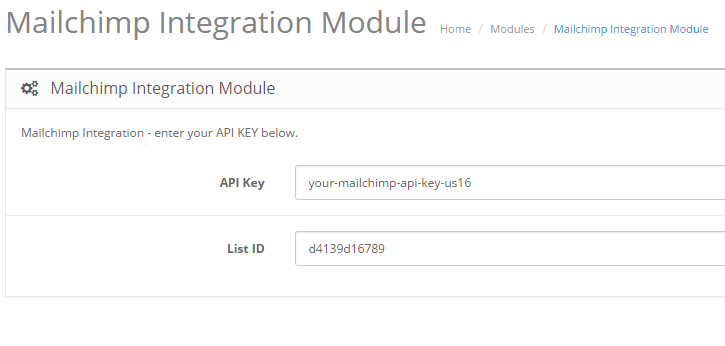 Mailchimp Integration Module Home / Modules / Mailchimp Integration Module
Mailchimp Integration Module
Mailchimp Integration - enter your API KEY below.
API Key your-mailchimp-api-key-us16
List ID d4139d16789